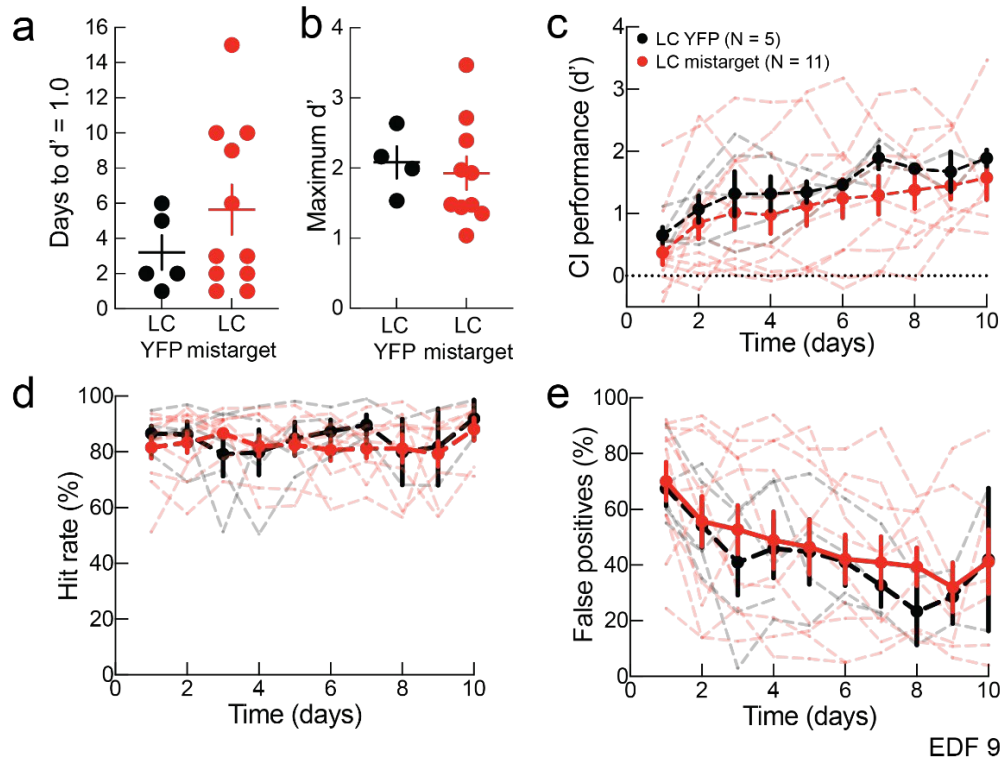 a
Days to d' = 1.0
16
14
12
10
8
6
4
2
0
LC
YFP
LC
mistarget
b
Maximum d'
4
3
2
1
0
LC
YFP
LC
mistarget
c
LC YFP (N = 5)
LC mistarget (N = 11)
CI performance (d')
4
3
2
1
0
0 2 4 6 8 10
Time (days)
d
Hit rate (%)
100
80
60
40
20
0
0 2 4 6 8 10
Time (days)
e
False positives (%)
100
80
60
40
20
0
0 2 4 6 8 10
Time (days)
EDF 9